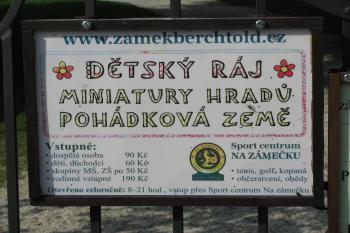 www.zamekberchtold.cz
DĚTSKÝ RÁJ
MINIATURY HRADŮ
POHÁDKOVÁ ZEMĚ
Vstupné:
• dospělá osoba 90 Kč
• děti, důchodci 60 Kč
• skupiny MŠ, ZŠ po 50 Kč
• rodinné vstupné 190 Kč
Sport centrum
NA ZÁMEČKU
• tenis, golf, kopaná
• občerstvení, obědy
Otevřeno celoročně: 8–21 hod., vstup přes Sport centrum Na zámečku